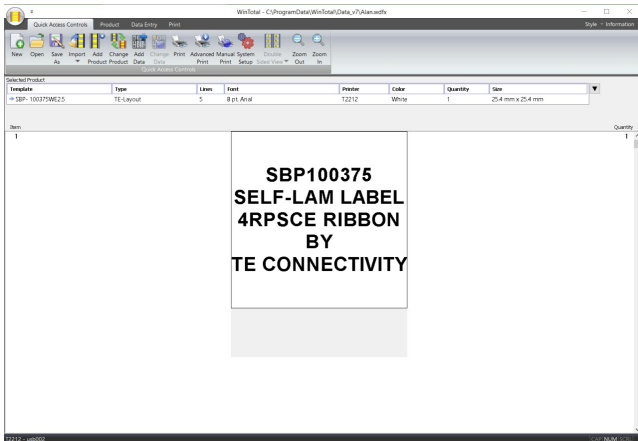 WinTotal - C:\ProgramData\WinTotal\Data_v7\Alan.wdfx
Quick Access Controls Product Data Entry Print Style Information
New Open Save As Import Add Product Change Product Add Data Change Data Print Advanced Print Manual Print System Setup Double Sided View Zoom Out Zoom In
Quick Access Controls
Selected Product
Template Type Lines Font Printer Color Quantity Size
SBP- 100375WE2.5 TE-Layout 5 8 pt. Arial T2212 White 1 25.4 mm x 25.4 mm
Item Quantity
1 1
SBP100375
SELF-LAM LABEL
4RPSCE RIBBON
BY
TE CONNECTIVITY
T2212 - usb002 CAP NUM SCRL